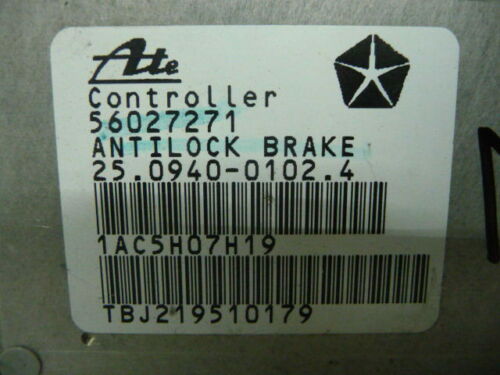 Ate
Controller
56027271
ANTILOCK BRAKE
25.0940-0102.4
1AC5H07H19
TBJ219510179